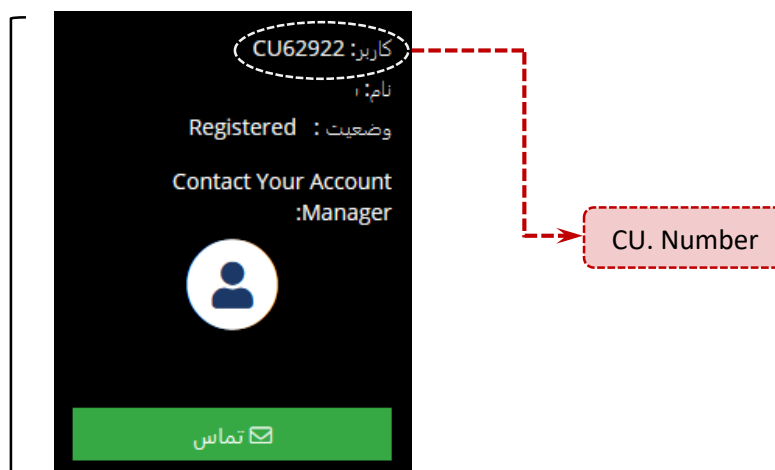 کاربر: CU62922
نام:
وضعیت : Registered
Contact Your Account
Manager:
تماس
CU. Number